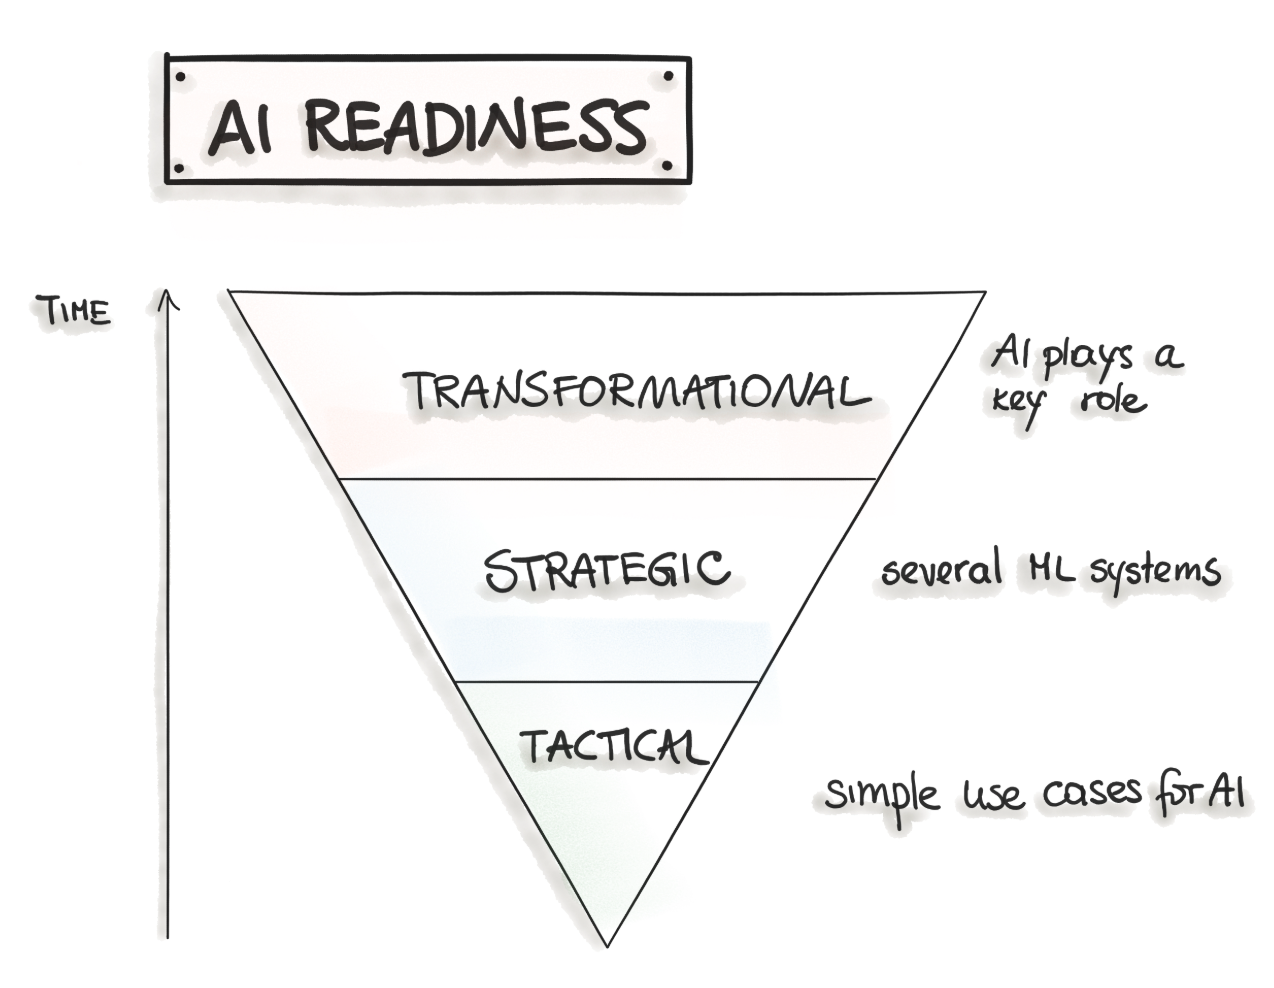 AI READINESS
TIME
TRANSFORMATIONAL
AI plays a
key role
STRATEGIC
several ML systems
TACTICAL
simple use cases for AI